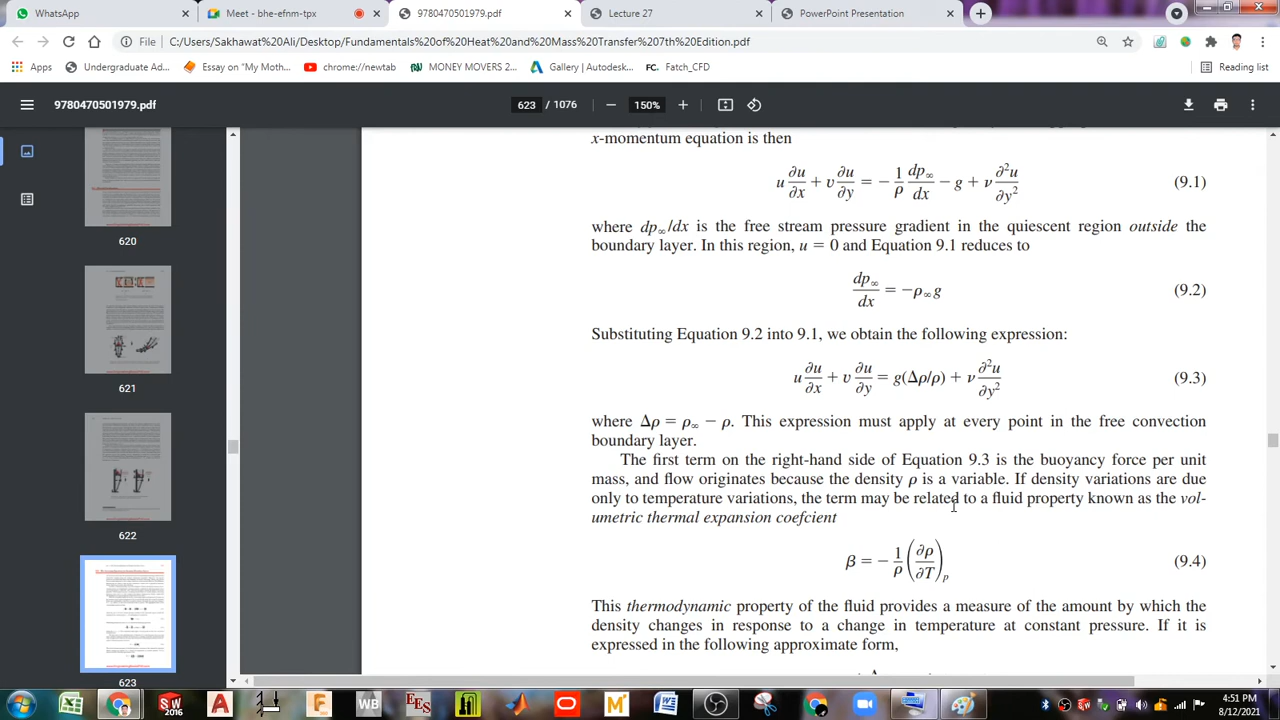 WhatsApp
Meet - bhe-efnm-tpx
9780470501979.pdf
Lecture 27
PowerPoint Presentation
File
C:/Users/Sakhawat%20Ali/Desktop/Fundamentals%20of%20Heat%20and%20Mass%20Transfer%207th%20Edition.pdf
Apps
Undergraduate Ad...
Essay on "My Moth...
chrome://newtab
MONEY MOVERS 2...
Gallery | Autodesk...
FC. Fatch_CFD
Reading list
9780470501979.pdf
623 / 1076
150%
620
621
622
623
x-momentum equation is then
u ∂u/∂x + υ ∂u/∂y = − 1/ρ dp∞/dx − g + ν ∂²u/∂y² (9.1)
where dp∞/dx is the free stream pressure gradient in the quiescent region outside the
boundary layer. In this region, u = 0 and Equation 9.1 reduces to
dp∞/dx = −ρ∞g (9.2)
Substituting Equation 9.2 into 9.1, we obtain the following expression:
u ∂u/∂x + υ ∂u/∂y = g(Δρ/ρ) + ν ∂²u/∂y² (9.3)
where Δρ = ρ∞ − ρ. This expression must apply at every point in the free convection
boundary layer.
The first term on the right-hand side of Equation 9.3 is the buoyancy force per unit
mass, and flow originates because the density ρ is a variable. If density variations are due
only to temperature variations, the term may be related to a fluid property known as the vol-
umetric thermal expansion coefcient
β = − 1/ρ (∂ρ/∂T)p (9.4)
This thermodynamic property of the fluid provides a measure of the amount by which the
density changes in response to a change in temperature at constant pressure. If it is
expressed in the following approximate form,
SW
2016
WB
EES
4:51 PM
8/12/2021